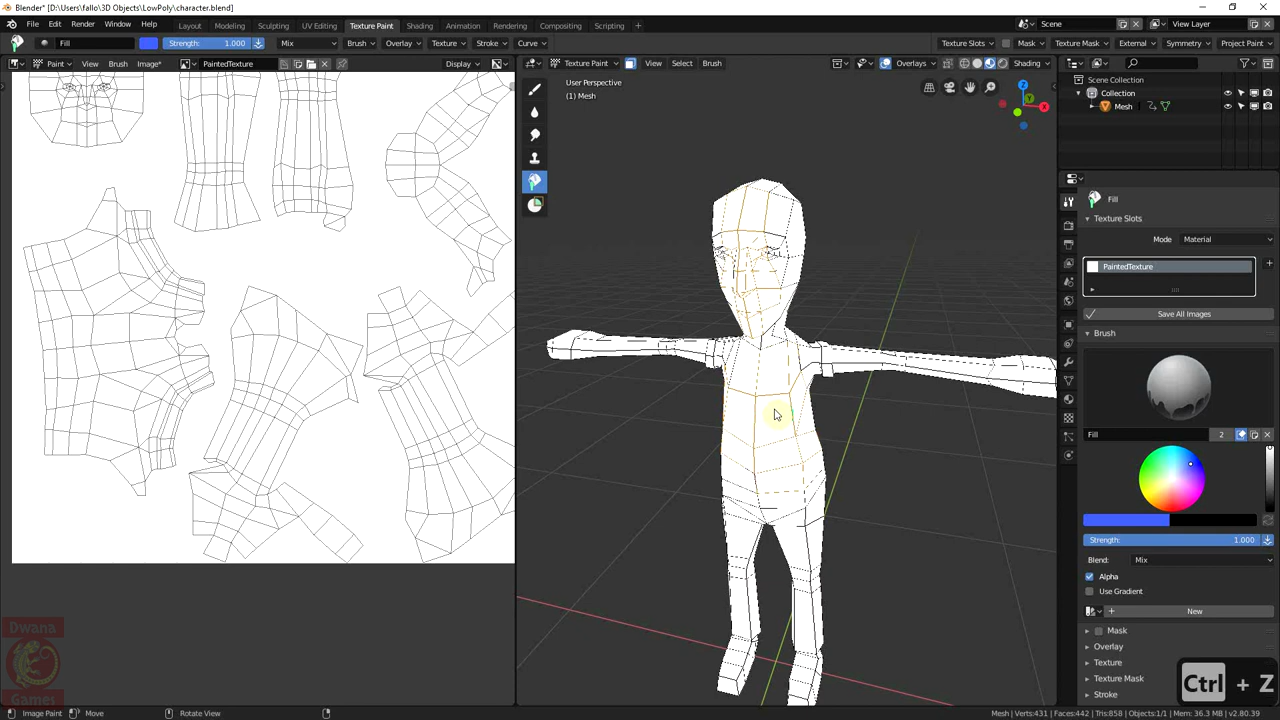 Blender* [D:\Users\fallo\3D Objects\LowPoly\character.blend]
File Edit Render Window Help Layout Modeling Sculpting UV Editing Texture Paint Shading Animation Rendering Compositing Scripting + Scene View Layer
Fill Strength: 1.000 Mix Brush Overlay Texture Stroke Curve Texture Slots Mask Texture Mask External Symmetry Project Paint
Paint View Brush Image* PaintedTexture Display Texture Paint View Select Brush Overlays Shading
User Perspective
(1) Mesh
Scene Collection
Collection
Mesh
Fill
Texture Slots
Mode Material
PaintedTexture
Save All Images
Brush
Fill 2
Strength: 1.000
Blend: Mix
Alpha
Use Gradient
New
Mask
Overlay
Texture
Texture Mask
Stroke
Z
X
Y
Dwana
Games
Ctrl + Z
Image Paint Move Rotate View Mesh | Verts:431 | Faces:442 | Tris:858 | Objects:1/1 | Mem: 36.3 MB | v2.80.39